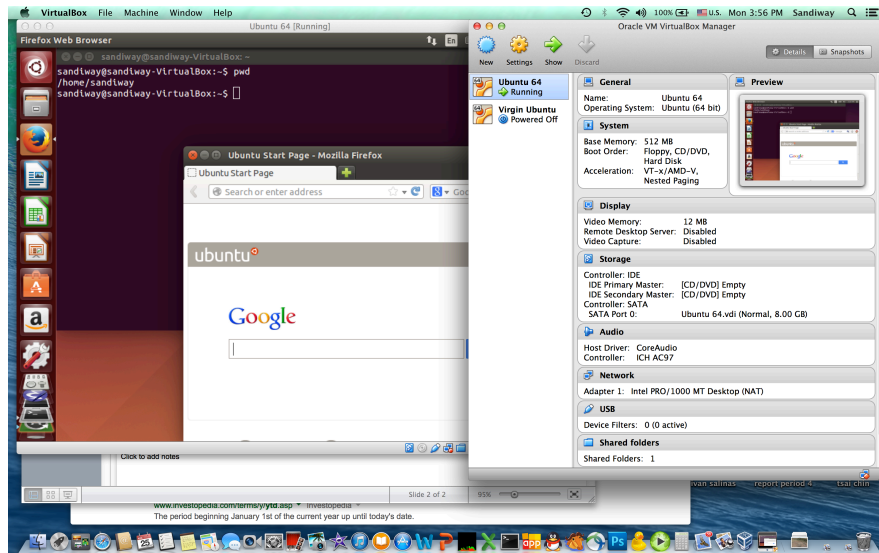 VirtualBox File Machine Window Help
100% U.S. Mon 3:56 PM Sandiway
Ubuntu 64 [Running]
Firefox Web Browser
En
sandiway@sandiway-VirtualBox: ~
sandiway@sandiway-VirtualBox:~$ pwd
/home/sandiway
sandiway@sandiway-VirtualBox:~$
Ubuntu Start Page - Mozilla Firefox
Ubuntu Start Page
Search or enter address
Goo
ubuntu
Google
Click to add notes
Slide 2 of 2 95%
www.investopedia.com/terms/y/ytd.asp Investopedia
The period beginning January 1st of the current year up until today's date.
Oracle VM VirtualBox Manager
New Settings Show Discard
Details Snapshots
Ubuntu 64
Running
Virgin Ubuntu
Powered Off
General
Name: Ubuntu 64
Operating System: Ubuntu (64 bit)
System
Base Memory: 512 MB
Boot Order: Floppy, CD/DVD,
Hard Disk
Acceleration: VT-x/AMD-V,
Nested Paging
Preview
Display
Video Memory: 12 MB
Remote Desktop Server: Disabled
Video Capture: Disabled
Storage
Controller: IDE
IDE Primary Master: [CD/DVD] Empty
IDE Secondary Master: [CD/DVD] Empty
Controller: SATA
SATA Port 0: Ubuntu 64.vdi (Normal, 8.00 GB)
Audio
Host Driver: CoreAudio
Controller: ICH AC97
Network
Adapter 1: Intel PRO/1000 MT Desktop (NAT)
USB
Device Filters: 0 (0 active)
Shared folders
Shared Folders: 1
ivan salinas report period 4 tsai chin